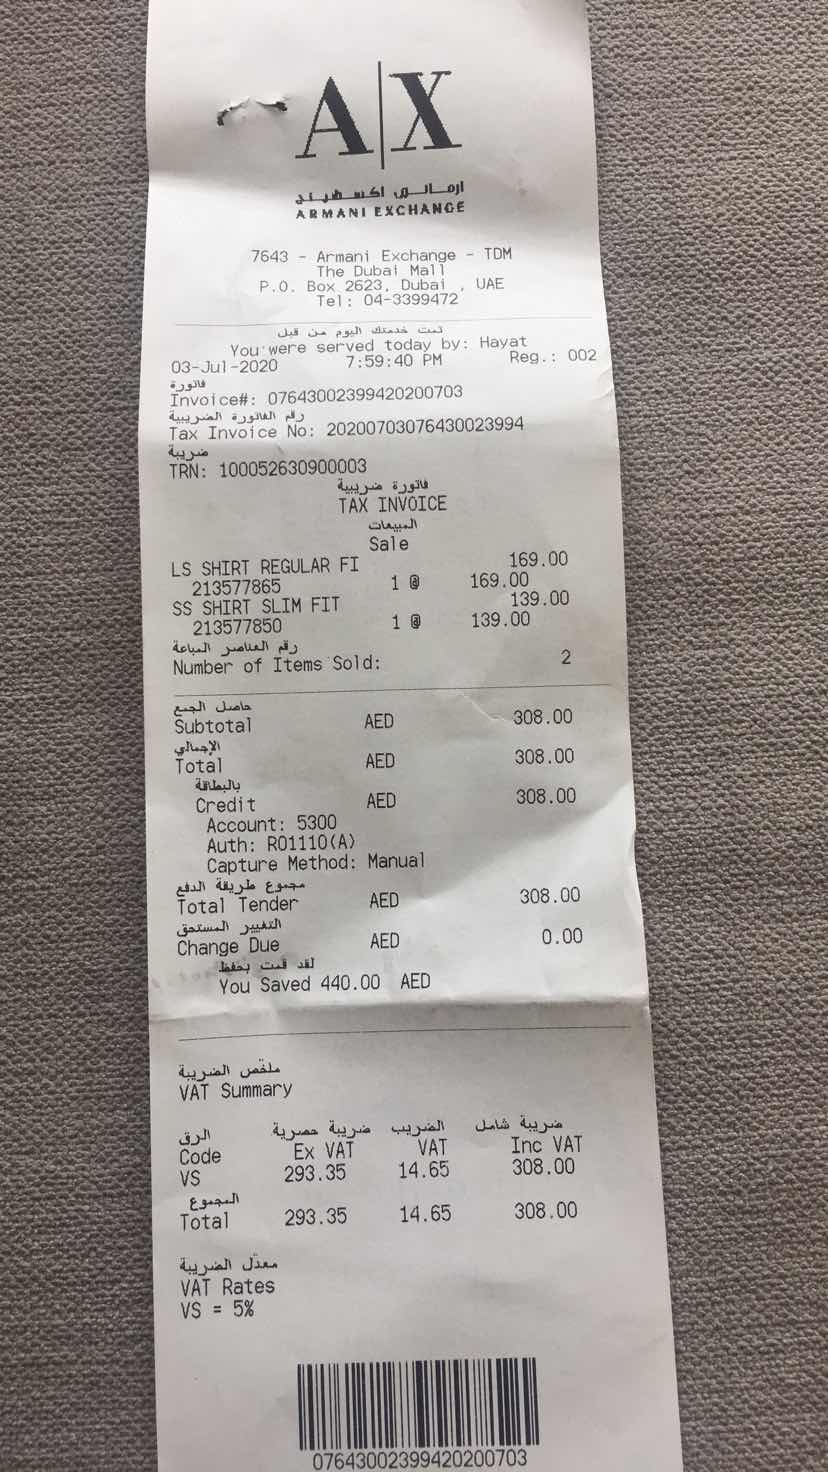 A|X
ارمانى اكسشينج
ARMANI EXCHANGE
7643 - Armani Exchange - TDM
The Dubai Mall
P.O. Box 2623, Dubai , UAE
Tel: 04-3399472
تمت خدمتك اليوم من قبل
You were served today by: Hayat
03-Jul-2020 7:59:40 PM Reg.: 002
فاتورة
Invoice#: 07643002399420200703
رقم الفاتورة الضريبية
Tax Invoice No: 20200703076430023994
ضريبة
TRN: 100052630900003
فاتورة ضريبية
TAX INVOICE
المبيعات
Sale
LS SHIRT REGULAR FI 169.00
213577865 1 @ 169.00
SS SHIRT SLIM FIT 139.00
213577850 1 @ 139.00
رقم العناصر المباعة
Number of Items Sold: 2
حاصل الجمع
Subtotal AED 308.00
الإجمالي
Total AED 308.00
بالبطاقة
Credit AED 308.00
Account: 5300
Auth: R01110(A)
Capture Method: Manual
مجموع طريقة الدفع
Total Tender AED 308.00
التغيير المستحق
Change Due AED 0.00
لقد قمت بحفظ
You Saved 440.00 AED
ملخص الضريبة
VAT Summary
الرق ضريبة حصرية الضريب ضريبة شامل
Code Ex VAT VAT Inc VAT
VS 293.35 14.65 308.00
المجموع
Total 293.35 14.65 308.00
معدّل الضريبة
VAT Rates
VS = 5%
07643002399420200703